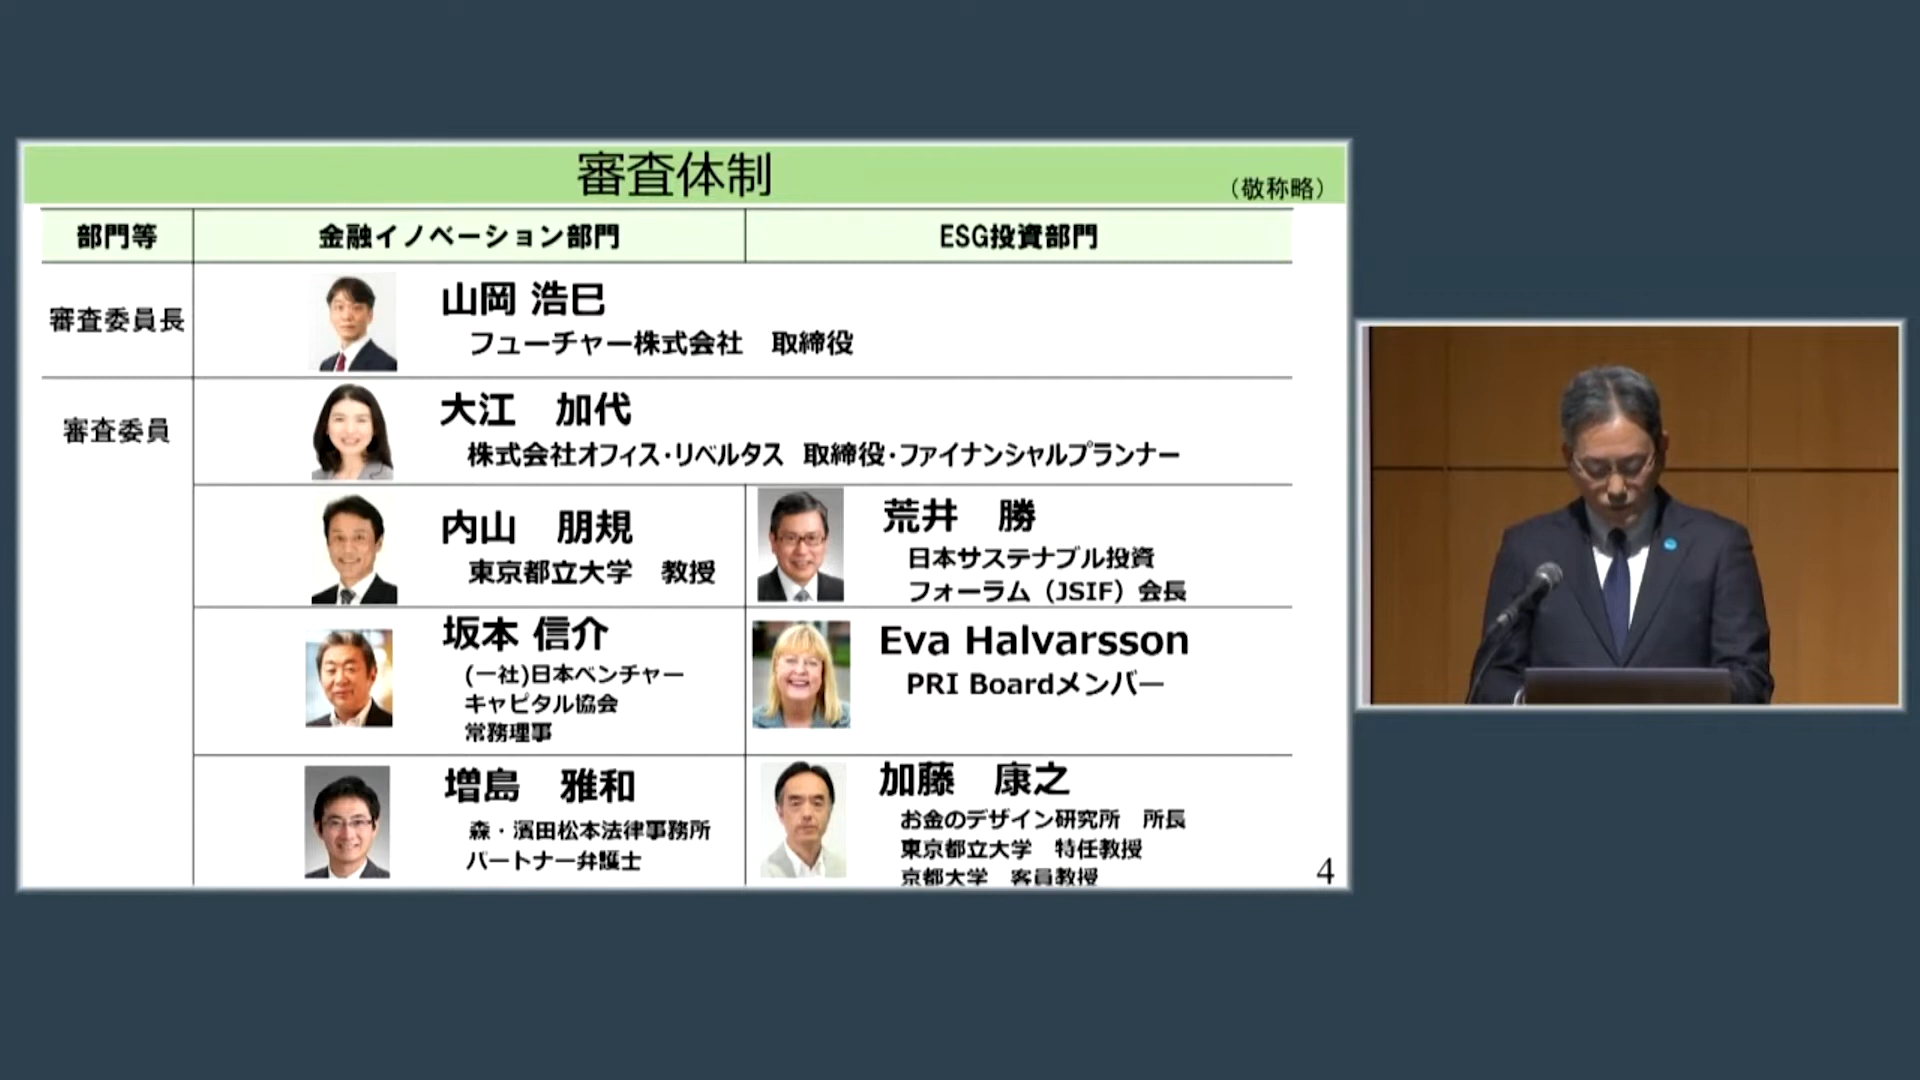 審査体制
（敬称略）
部門等
金融イノベーション部門
ESG投資部門
審査委員長
山岡 浩巳
フューチャー株式会社　取締役
審査委員
大江　加代
株式会社オフィス・リベルタス　取締役・ファイナンシャルプランナー
内山　朋規
東京都立大学　教授
荒井　勝
日本サステナブル投資
フォーラム（JSIF）会長
坂本 信介
(一社)日本ベンチャー
キャピタル協会
常務理事
Eva Halvarsson
PRI Boardメンバー
増島　雅和
森・濱田松本法律事務所
パートナー弁護士
加藤　康之
お金のデザイン研究所　所長
東京都立大学　特任教授
京都大学　客員教授
4